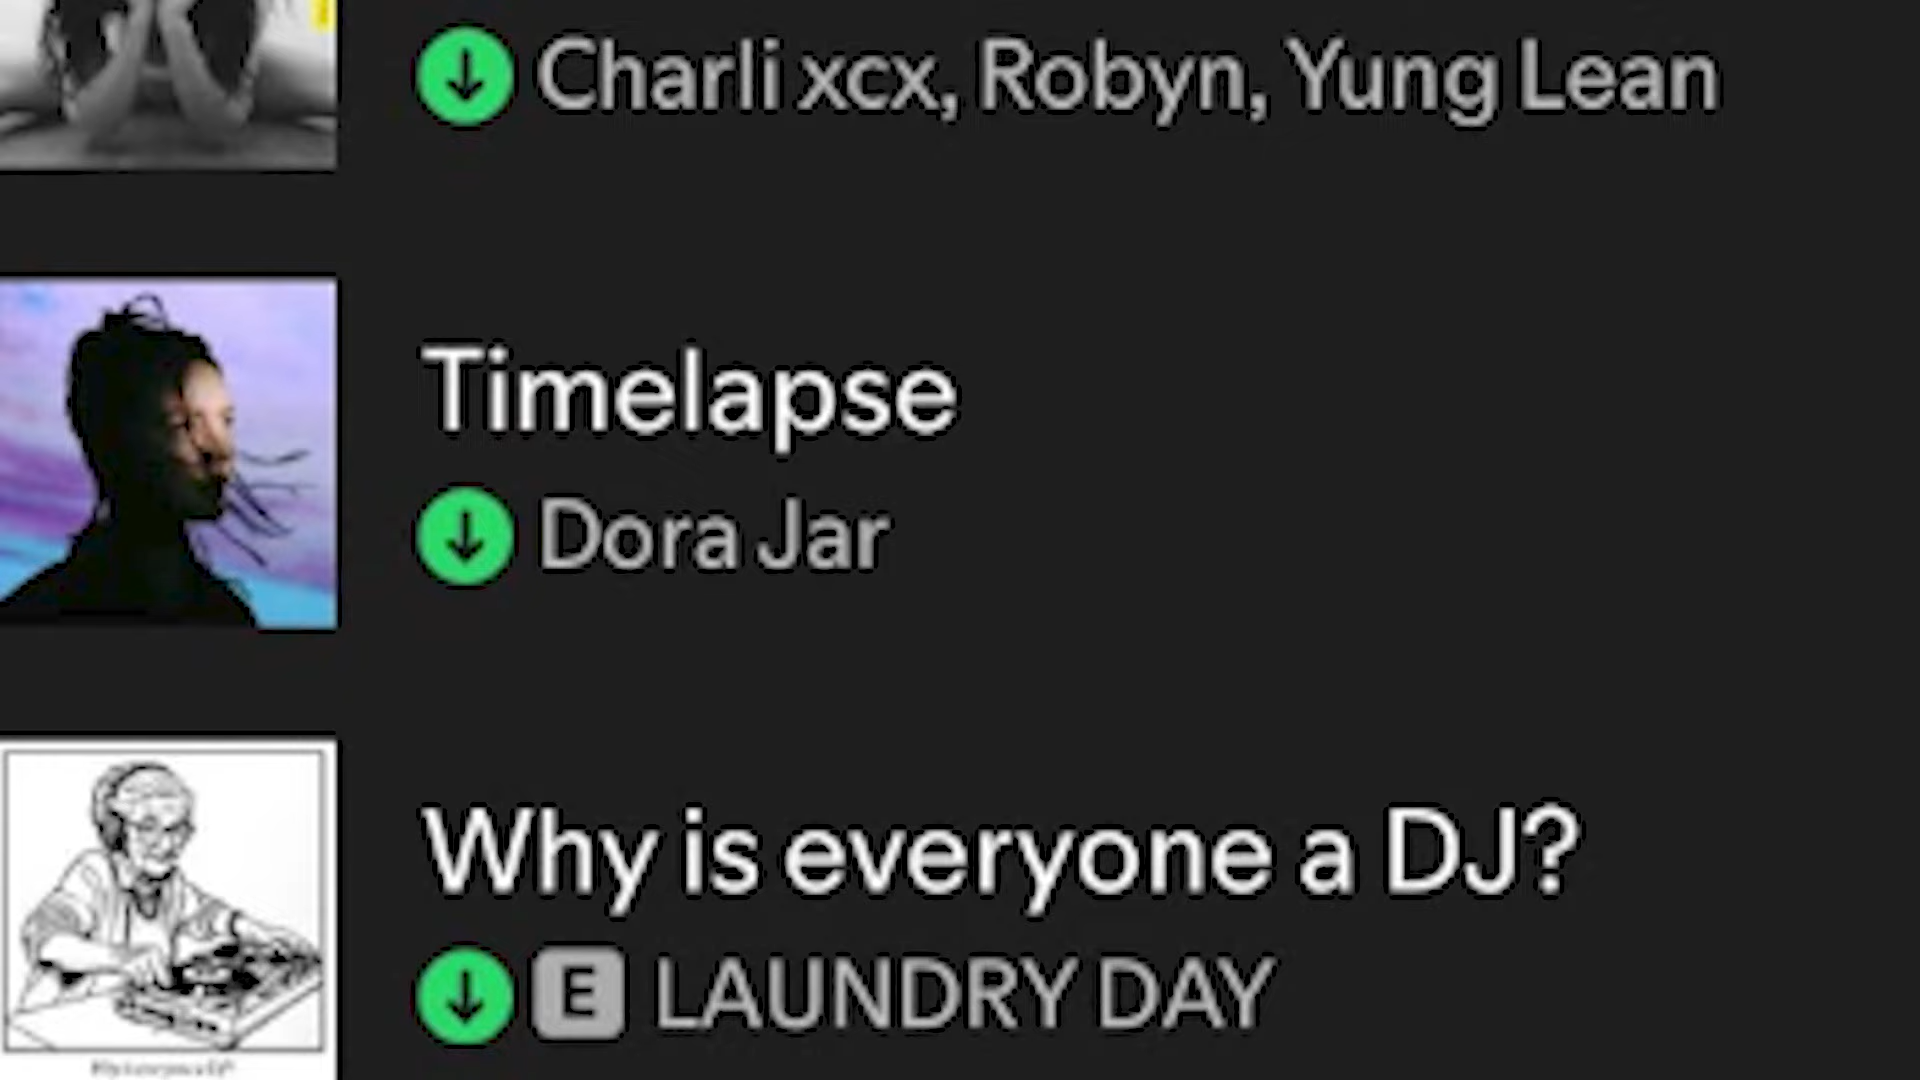 Charli xcx, Robyn, Yung Lean
Timelapse
Dora Jar
Why is everyone a DJ?
E LAUNDRY DAY